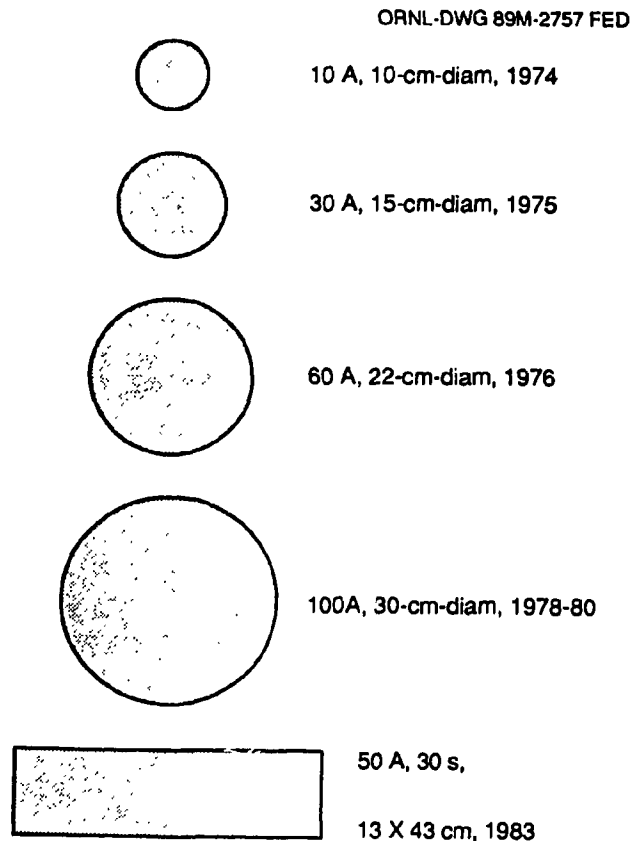 ORNL-DWG 89M-2757 FED
10 A, 10-cm-diam, 1974
30 A, 15-cm-diam, 1975
60 A, 22-cm-diam, 1976
100A, 30-cm-diam, 1978-80
50 A, 30 s,
13 X 43 cm, 1983